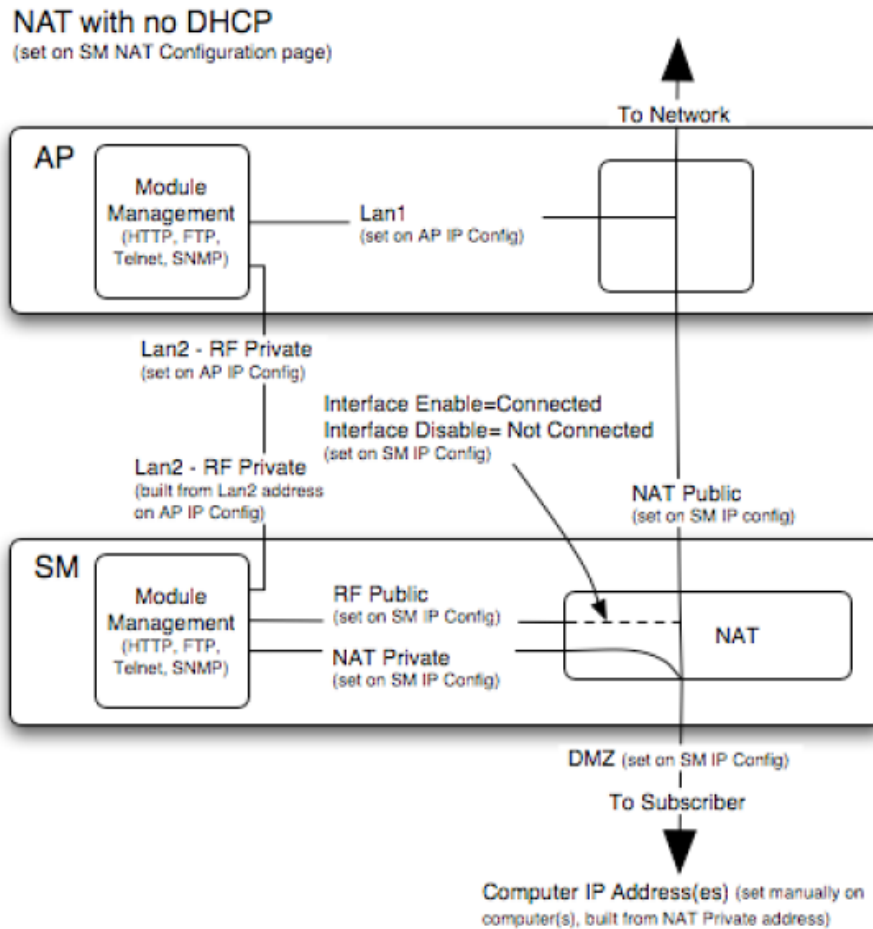 NAT with no DHCP
(set on SM NAT Configuration page)
To Network
AP
Module
Management
(HTTP, FTP,
Telnet, SNMP)
Lan1
(set on AP IP Config)
Lan2 - RF Private
(set on AP IP Config)
Interface Enable=Connected
Interface Disable= Not Connected
(set on SM IP Config)
Lan2 - RF Private
(built from Lan2 address
on AP IP Config)
NAT Public
(set on SM IP config)
SM
Module
Management
(HTTP, FTP,
Telnet, SNMP)
RF Public
(set on SM IP Config)
NAT Private
(set on SM IP Config)
NAT
DMZ (set on SM IP Config)
To Subscriber
Computer IP Address(es) (set manually on
computer(s), built from NAT Private address)